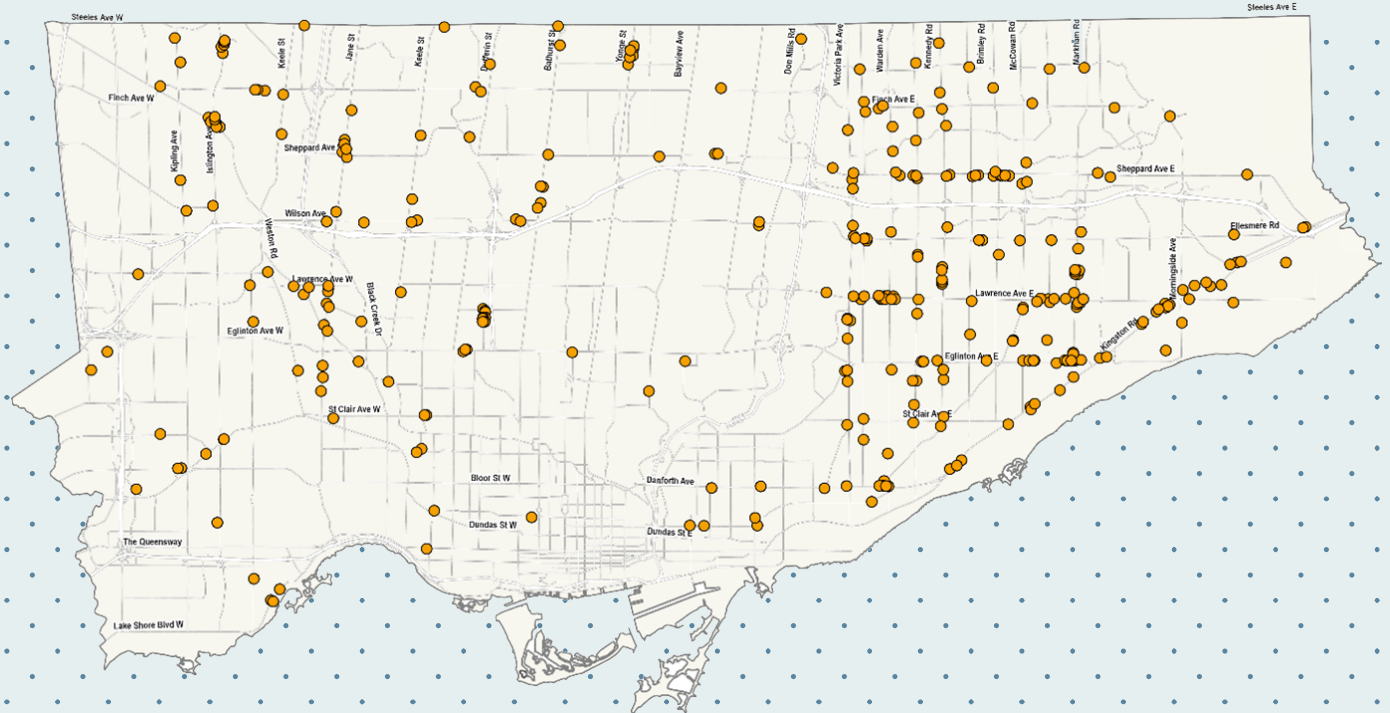 Steeles Ave W
Steeles Ave E
Keele St
Jane St
Keele St
Dufferin St
Bathurst St
Yonge St
Bayview Ave
Don Mills Rd
Victoria Park Ave
Warden Ave
Kennedy Rd
Brimley Rd
McCowan Rd
Markham Rd
Finch Ave W
Finch Ave E
Kipling Ave
Islington Ave
Sheppard Ave
Sheppard Ave E
Wilson Ave
Weston Rd
Ellesmere Rd
Morningside Ave
Lawrence Ave W
Lawrence Ave E
Black Creek Dr
Eglinton Ave W
Kingston Rd
Eglinton Ave E
St Clair Ave W
St Clair Ave E
Bloor St W
Danforth Ave
Dundas St W
Dundas St E
The Queensway
Lake Shore Blvd W